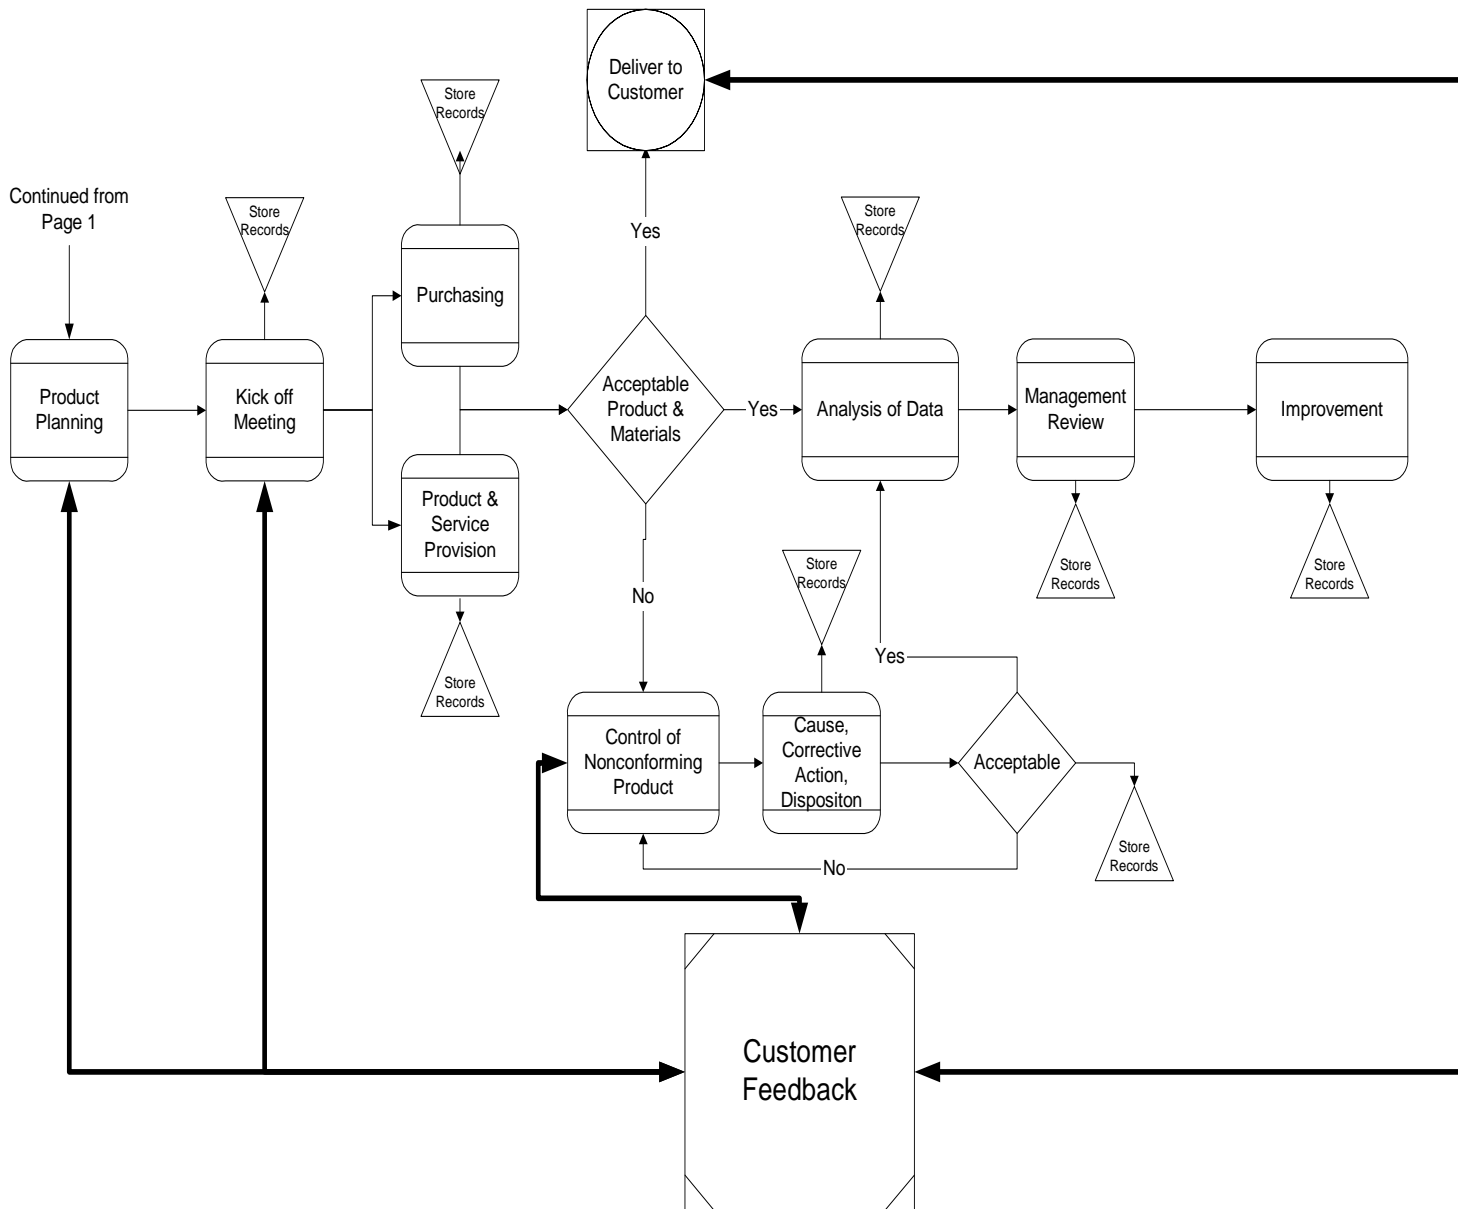 Deliver to
Customer
Store
Records
Continued from
Page 1
Store
Records
Yes
Store
Records
Purchasing
Product
Planning
Kick off
Meeting
Acceptable
Product &
Materials
Yes
Analysis of Data
Management
Review
Improvement
Product &
Service
Provision
Store
Records
No
Store
Records
Store
Records
Store
Records
Yes
Store
Records
Control of
Nonconforming
Product
Cause,
Corrective
Action,
Dispositon
Acceptable
Store
Records
No
Customer
Feedback